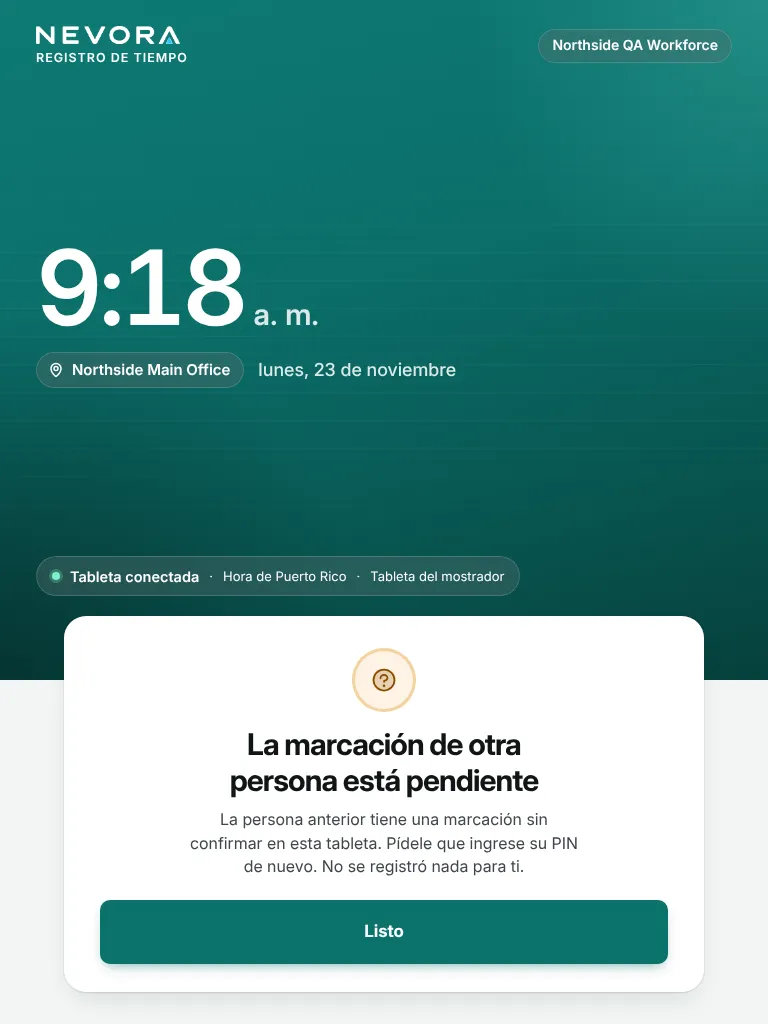 NEVORA
REGISTRO DE TIEMPO
Northside QA Workforce
9:18 a. m.
Northside Main Office
lunes, 23 de noviembre
Tableta conectada · Hora de Puerto Rico · Tableta del mostrador
La marcación de otra
persona está pendiente
La persona anterior tiene una marcación sin
confirmar en esta tableta. Pídele que ingrese su PIN
de nuevo. No se registró nada para ti.
Listo